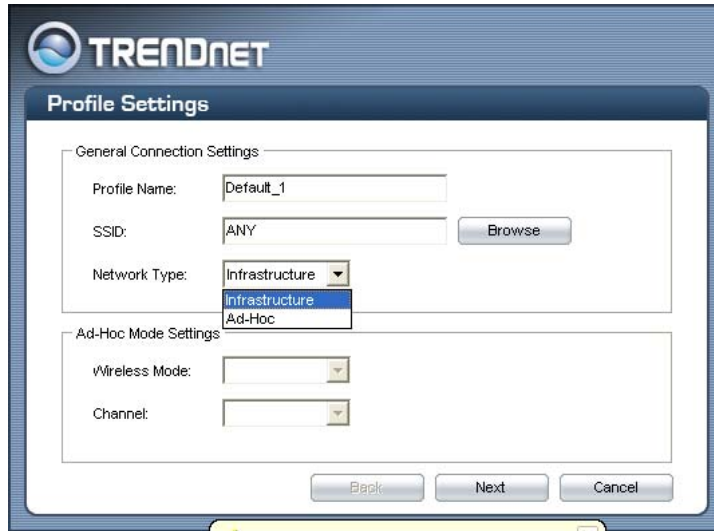 TRENDNET
Profile Settings
General Connection Settings
Profile Name: Default_1
SSID: ANY Browse
Network Type: Infrastructure
Infrastructure
Ad-Hoc
Ad-Hoc Mode Settings
Wireless Mode:
Channel:
Back Next Cancel